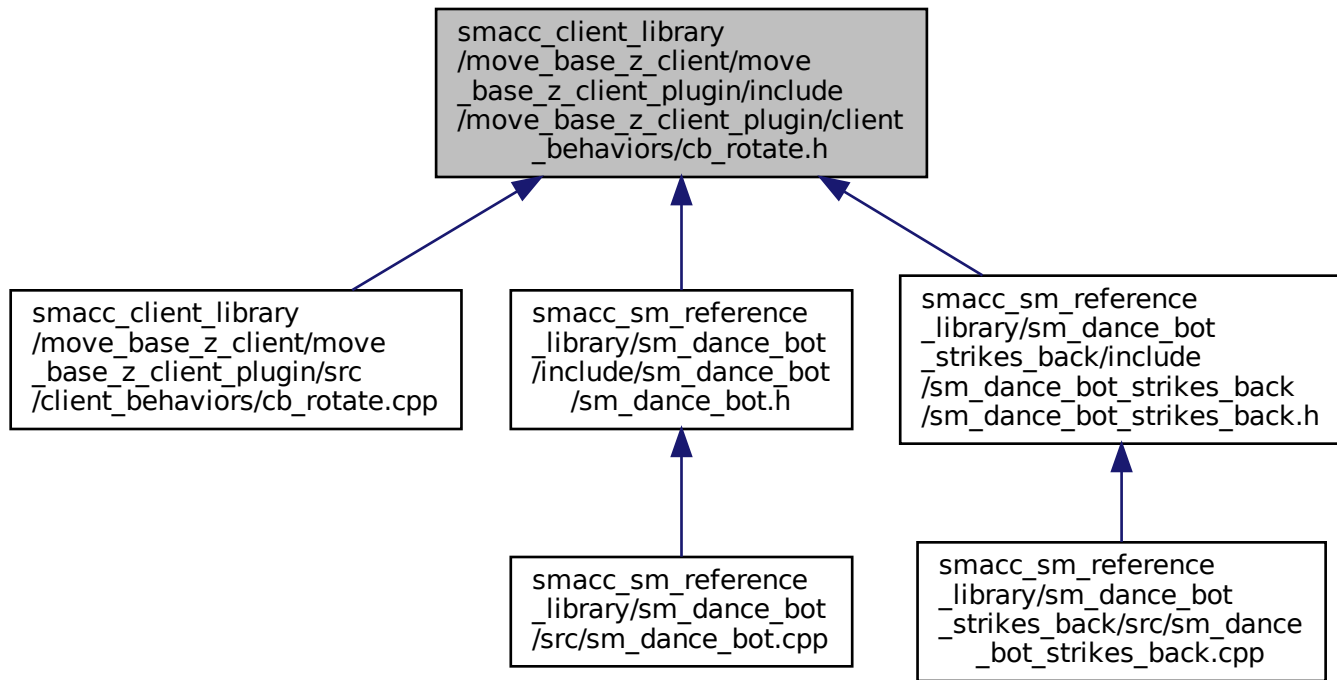 smacc_client_library
/move_base_z_client/move
_base_z_client_plugin/include
/move_base_z_client_plugin/client
_behaviors/cb_rotate.h
smacc_client_library
/move_base_z_client/move
_base_z_client_plugin/src
/client_behaviors/cb_rotate.cpp
smacc_sm_reference
_library/sm_dance_bot
/include/sm_dance_bot
/sm_dance_bot.h
smacc_sm_reference
_library/sm_dance_bot
_strikes_back/include
/sm_dance_bot_strikes_back
/sm_dance_bot_strikes_back.h
smacc_sm_reference
_library/sm_dance_bot
/src/sm_dance_bot.cpp
smacc_sm_reference
_library/sm_dance_bot
_strikes_back/src/sm_dance
_bot_strikes_back.cpp